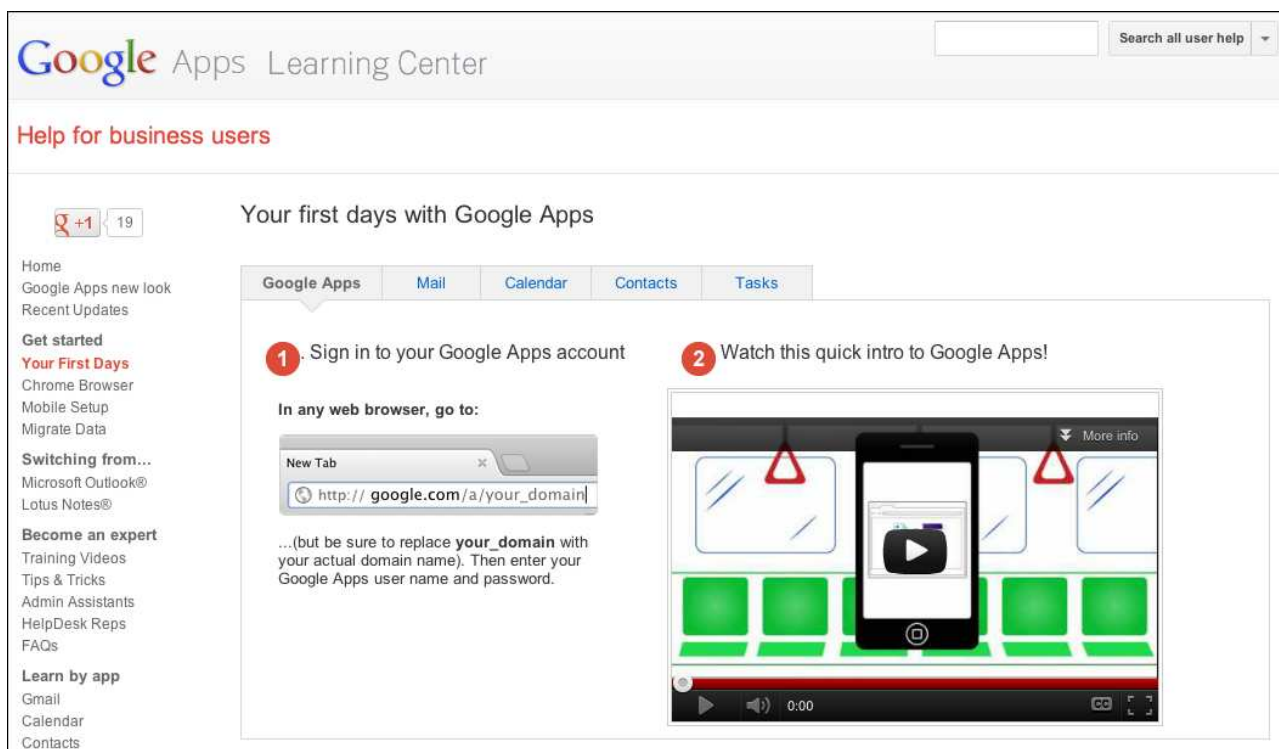 Google Apps Learning Center
Search all user help
Help for business users
+1 19
Home
Google Apps new look
Recent Updates
Get started
Your First Days
Chrome Browser
Mobile Setup
Migrate Data
Switching from...
Microsoft Outlook®
Lotus Notes®
Become an expert
Training Videos
Tips & Tricks
Admin Assistants
HelpDesk Reps
FAQs
Learn by app
Gmail
Calendar
Contacts
Your first days with Google Apps
Google Apps Mail Calendar Contacts Tasks
1 . Sign in to your Google Apps account
In any web browser, go to:
New Tab
http:// google.com/a/your_domain
...(but be sure to replace your_domain with
your actual domain name). Then enter your
Google Apps user name and password.
2 Watch this quick intro to Google Apps!
More info
0:00
CC